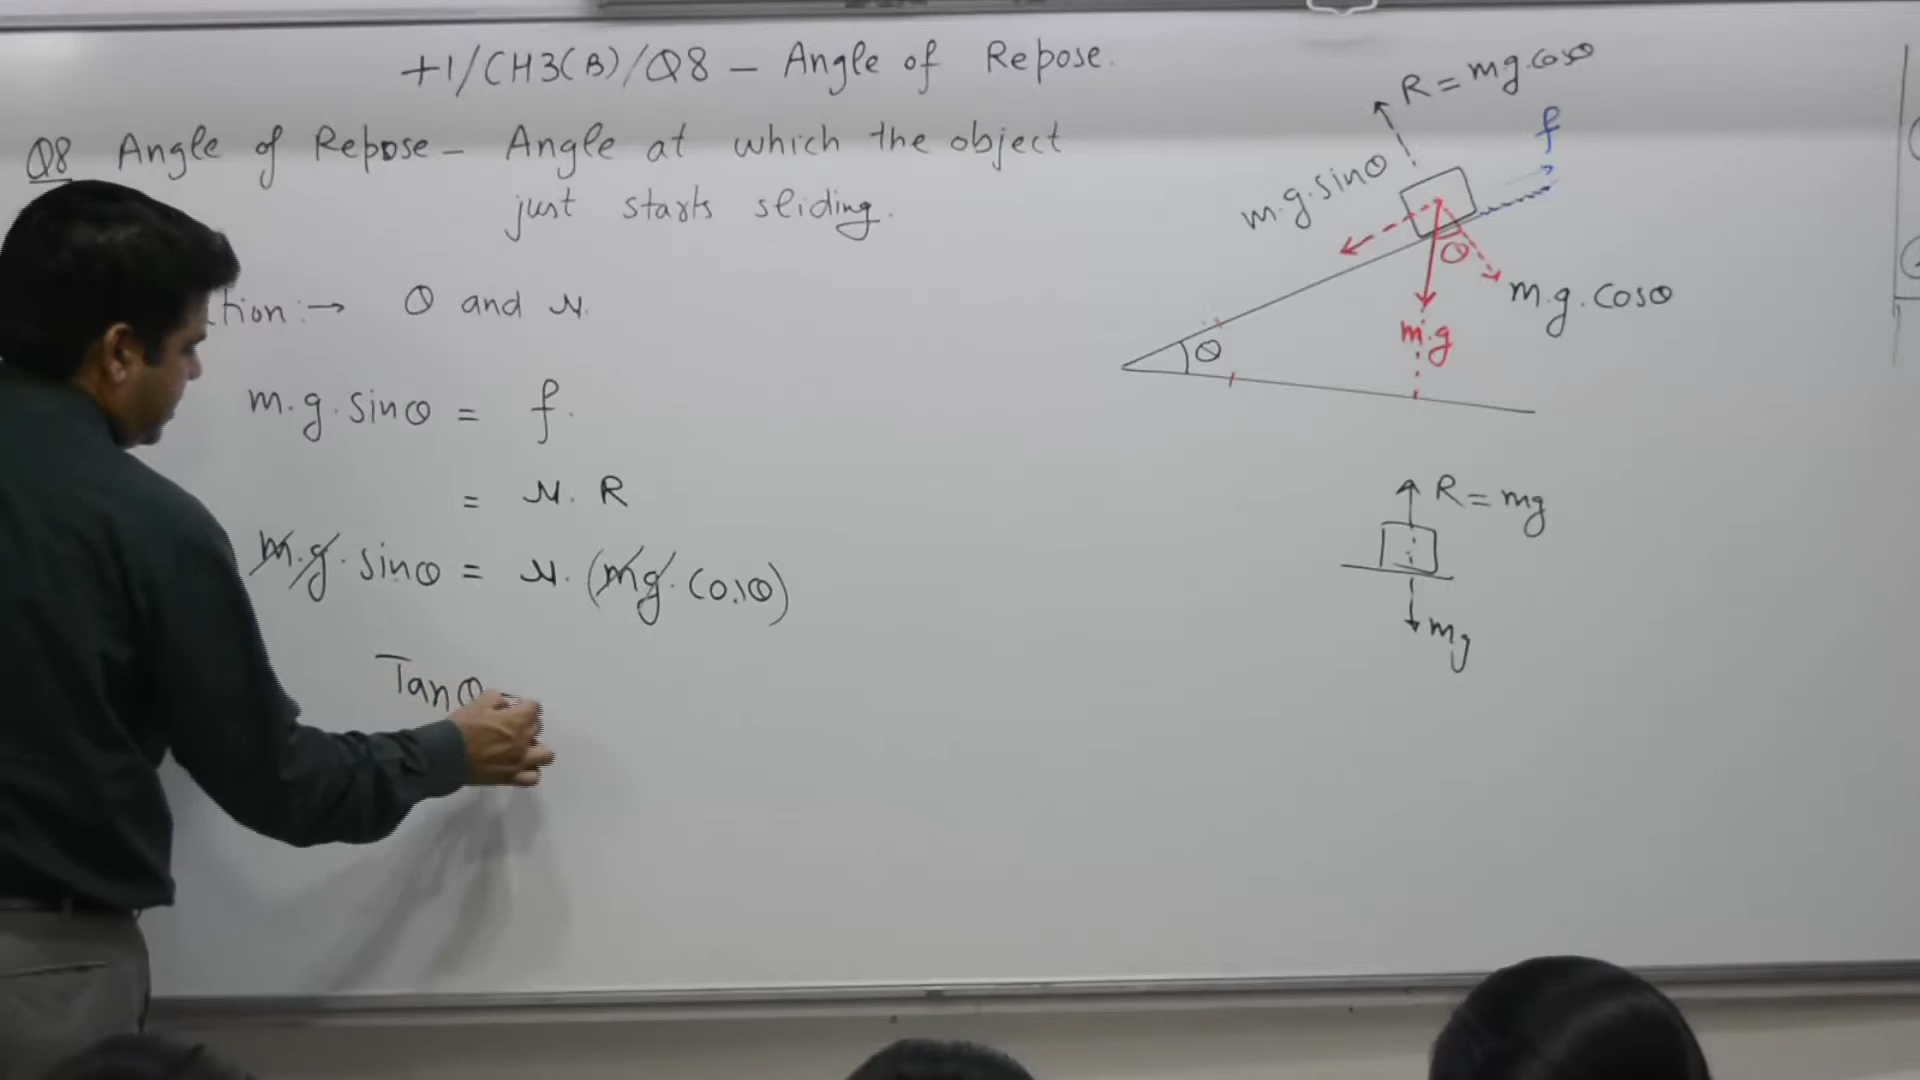 +1/CH3(B)/Q8 – Angle of Repose.
Q8 Angle of Repose – Angle at which the object
just starts sliding.
tion :→ θ and μ.
m.g.sinθ = f.
= μ. R
m.g.sinθ = μ.(mg.cosθ)
Tanθ =
R = mg.cosθ
f
m.g.sinθ
θ
m.g.cosθ
m.g
θ
R = mg
mg